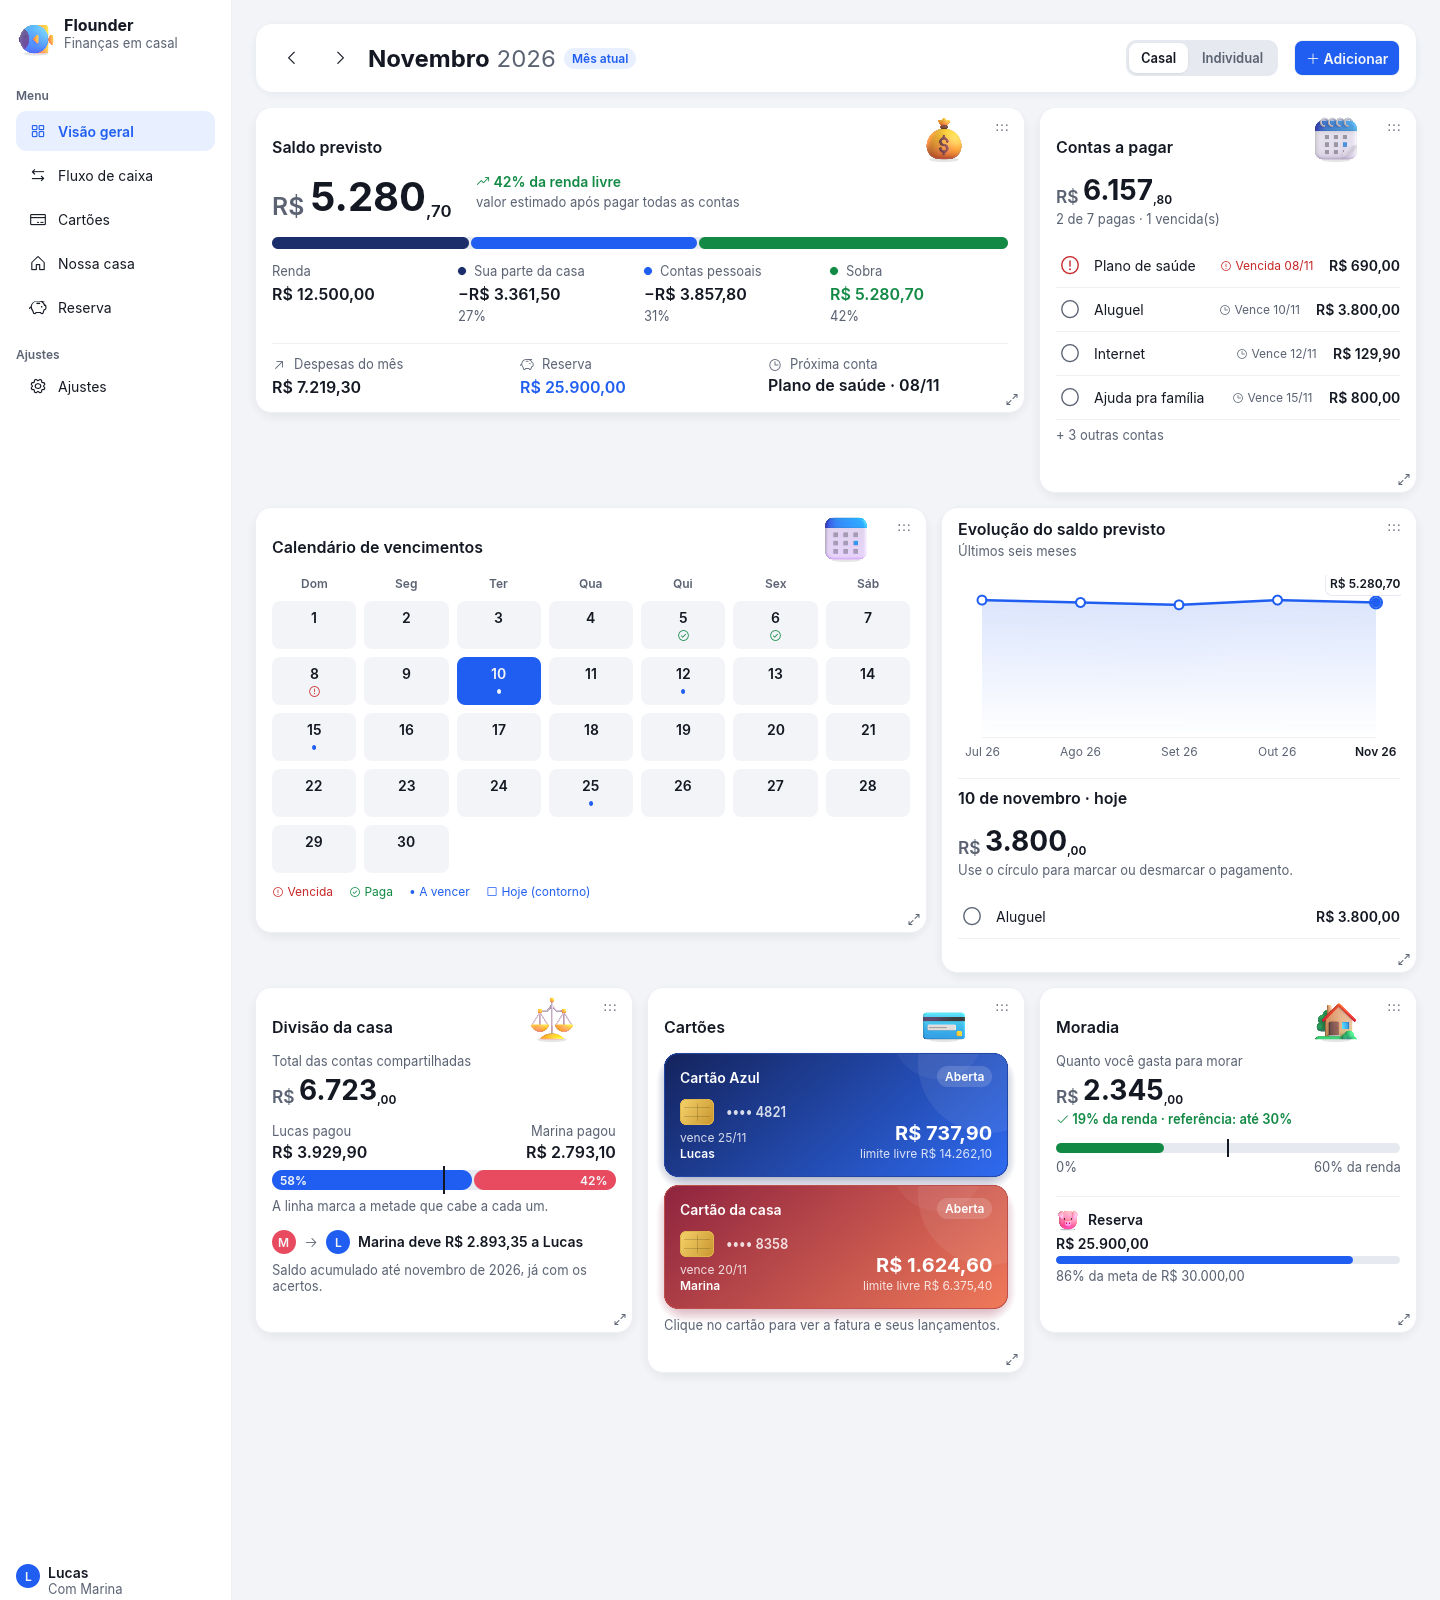 Flounder
Finanças em casal
Menu
Visão geral
Fluxo de caixa
Cartões
Nossa casa
Reserva
Ajustes
Ajustes
Novembro 2026 Mês atual
Casal Individual
+ Adicionar
Saldo previsto
R$ 5.280,70
42% da renda livre
valor estimado após pagar todas as contas
Renda
R$ 12.500,00
Sua parte da casa
−R$ 3.361,50
27%
Contas pessoais
−R$ 3.857,80
31%
Sobra
R$ 5.280,70
42%
Despesas do mês
R$ 7.219,30
Reserva
R$ 25.900,00
Próxima conta
Plano de saúde · 08/11
Contas a pagar
R$ 6.157,80
2 de 7 pagas · 1 vencida(s)
Plano de saúde Vencida 08/11 R$ 690,00
Aluguel Vence 10/11 R$ 3.800,00
Internet Vence 12/11 R$ 129,90
Ajuda pra família Vence 15/11 R$ 800,00
+ 3 outras contas
Calendário de vencimentos
Dom Seg Ter Qua Qui Sex Sáb
1 2 3 4 5 6 7
8 9 10 11 12 13 14
15 16 17 18 19 20 21
22 23 24 25 26 27 28
29 30
Vencida Paga • A vencer Hoje (contorno)
Evolução do saldo previsto
Últimos seis meses
R$ 5.280,70
Jul 26 Ago 26 Set 26 Out 26 Nov 26
10 de novembro · hoje
R$ 3.800,00
Use o círculo para marcar ou desmarcar o pagamento.
Aluguel R$ 3.800,00
Divisão da casa
Total das contas compartilhadas
R$ 6.723,00
Lucas pagou Marina pagou
R$ 3.929,90 R$ 2.793,10
58% 42%
A linha marca a metade que cabe a cada um.
M → L Marina deve R$ 2.893,35 a Lucas
Saldo acumulado até novembro de 2026, já com os
acertos.
Cartões
Cartão Azul Aberta
•••• 4821
vence 25/11 R$ 737,90
Lucas limite livre R$ 14.262,10
Cartão da casa Aberta
•••• 8358
vence 20/11 R$ 1.624,60
Marina limite livre R$ 6.375,40
Clique no cartão para ver a fatura e seus lançamentos.
Moradia
Quanto você gasta para morar
R$ 2.345,00
19% da renda · referência: até 30%
0% 60% da renda
Reserva
R$ 25.900,00
86% da meta de R$ 30.000,00
L Lucas
Com Marina